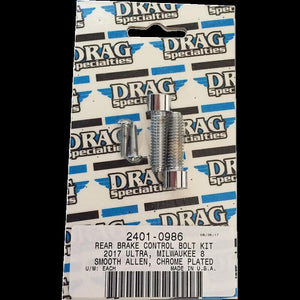 DRAG
Specialties
DRAG
Specialties
DRAG
Specialties
DRAG
Specialties
2401-0986
REAR BRAKE CONTROL BOLT KIT
2017 ULTRA, MILWAUKEE 8
SMOOTH ALLEN, CHROME PLATED
U/M: EACH MADE IN U.S.A.